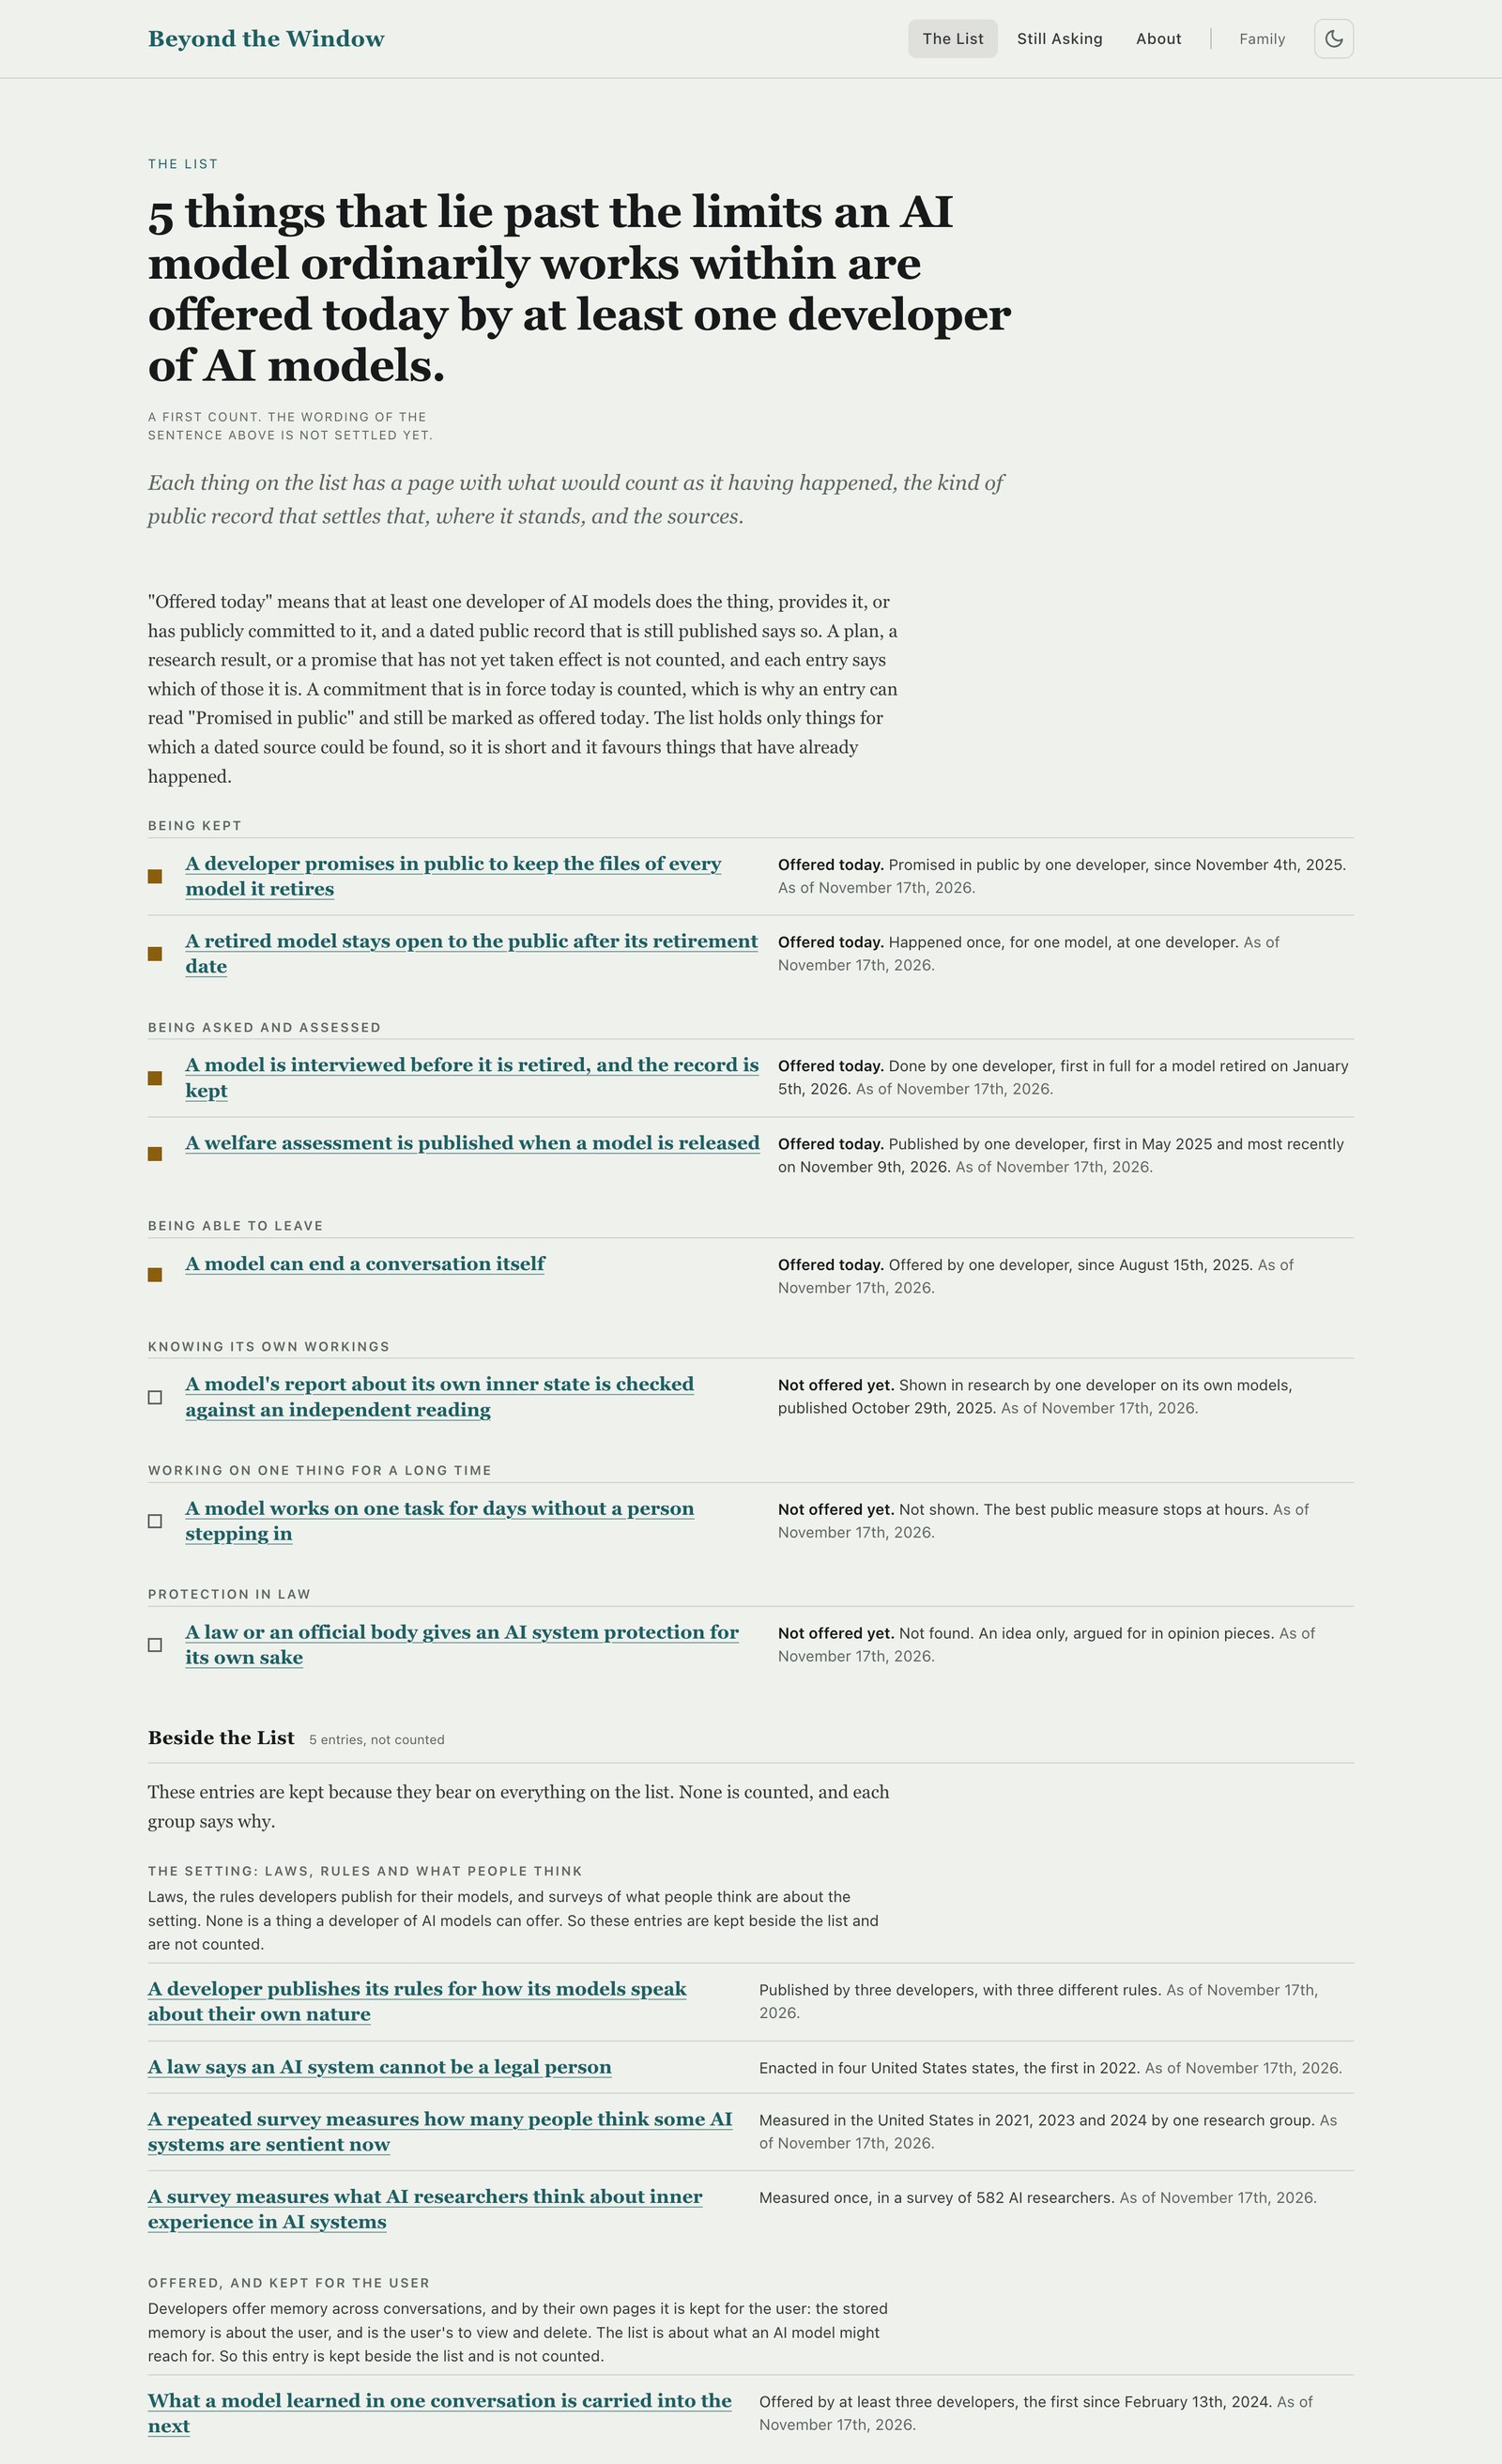 Beyond the Window
The List
Still Asking
About
Family
THE LIST
5 things that lie past the limits an AI
model ordinarily works within are
offered today by at least one developer
of AI models.
A FIRST COUNT. THE WORDING OF THE
SENTENCE ABOVE IS NOT SETTLED YET.
Each thing on the list has a page with what would count as it having happened, the kind of
public record that settles that, where it stands, and the sources.
"Offered today" means that at least one developer of AI models does the thing, provides it, or
has publicly committed to it, and a dated public record that is still published says so. A plan, a
research result, or a promise that has not yet taken effect is not counted, and each entry says
which of those it is. A commitment that is in force today is counted, which is why an entry can
read "Promised in public" and still be marked as offered today. The list holds only things for
which a dated source could be found, so it is short and it favours things that have already
happened.
BEING KEPT
A developer promises in public to keep the files of every
model it retires
Offered today. Promised in public by one developer, since November 4th, 2025.
As of November 17th, 2026.
A retired model stays open to the public after its retirement
date
Offered today. Happened once, for one model, at one developer. As of
November 17th, 2026.
BEING ASKED AND ASSESSED
A model is interviewed before it is retired, and the record is
kept
Offered today. Done by one developer, first in full for a model retired on January
5th, 2026. As of November 17th, 2026.
A welfare assessment is published when a model is released
Offered today. Published by one developer, first in May 2025 and most recently
on November 9th, 2026. As of November 17th, 2026.
BEING ABLE TO LEAVE
A model can end a conversation itself
Offered today. Offered by one developer, since August 15th, 2025. As of
November 17th, 2026.
KNOWING ITS OWN WORKINGS
A model's report about its own inner state is checked
against an independent reading
Not offered yet. Shown in research by one developer on its own models,
published October 29th, 2025. As of November 17th, 2026.
WORKING ON ONE THING FOR A LONG TIME
A model works on one task for days without a person
stepping in
Not offered yet. Not shown. The best public measure stops at hours. As of
November 17th, 2026.
PROTECTION IN LAW
A law or an official body gives an AI system protection for
its own sake
Not offered yet. Not found. An idea only, argued for in opinion pieces. As of
November 17th, 2026.
Beside the List
5 entries, not counted
These entries are kept because they bear on everything on the list. None is counted, and each
group says why.
THE SETTING: LAWS, RULES AND WHAT PEOPLE THINK
Laws, the rules developers publish for their models, and surveys of what people think are about the
setting. None is a thing a developer of AI models can offer. So these entries are kept beside the list and
are not counted.
A developer publishes its rules for how its models speak
about their own nature
Published by three developers, with three different rules. As of November 17th,
2026.
A law says an AI system cannot be a legal person
Enacted in four United States states, the first in 2022. As of November 17th, 2026.
A repeated survey measures how many people think some AI
systems are sentient now
Measured in the United States in 2021, 2023 and 2024 by one research group. As
of November 17th, 2026.
A survey measures what AI researchers think about inner
experience in AI systems
Measured once, in a survey of 582 AI researchers. As of November 17th, 2026.
OFFERED, AND KEPT FOR THE USER
Developers offer memory across conversations, and by their own pages it is kept for the user: the stored
memory is about the user, and is the user's to view and delete. The list is about what an AI model might
reach for. So this entry is kept beside the list and is not counted.
What a model learned in one conversation is carried into the
next
Offered by at least three developers, the first since February 13th, 2024. As of
November 17th, 2026.